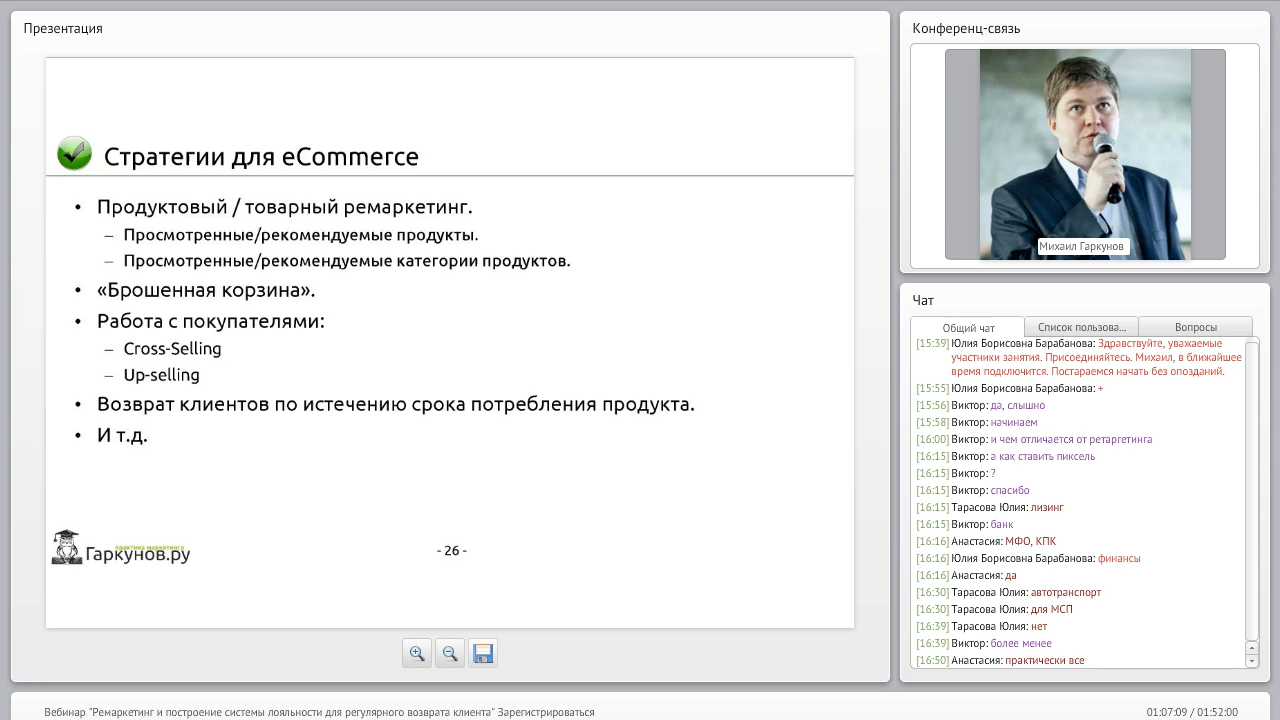 Презентация
Стратегии для eCommerce
• Продуктовый / товарный ремаркетинг.
– Просмотренные/рекомендуемые продукты.
– Просмотренные/рекомендуемые категории продуктов.
• «Брошенная корзина».
• Работа с покупателями:
– Cross-Selling
– Up-selling
• Возврат клиентов по истечению срока потребления продукта.
• И т.д.
практика маркетинга
Гаркунов.ру
- 26 -
Конференц-связь
Михаил Гаркунов
Чат
Общий чат
Список пользова...
Вопросы
[15:39] Юлия Борисовна Барабанова: Здравствуйте, уважаемые
участники занятия. Присоединяйтесь. Михаил, в ближайшее
время подключится. Постараемся начать без опозданий.
[15:55] Юлия Борисовна Барабанова: +
[15:56] Виктор: да, слышно
[15:58] Виктор: начинаем
[16:00] Виктор: и чем отличается от ретаргетинга
[16:15] Виктор: а как ставить пиксель
[16:15] Виктор: ?
[16:15] Виктор: спасибо
[16:15] Тарасова Юлия: лизинг
[16:15] Виктор: банк
[16:16] Анастасия: МФО, КПК
[16:16] Юлия Борисовна Барабанова: финансы
[16:16] Анастасия: да
[16:30] Тарасова Юлия: автотранспорт
[16:30] Тарасова Юлия: для МСП
[16:39] Тарасова Юлия: нет
[16:39] Виктор: более менее
[16:50] Анастасия: практически все
Вебинар "Ремаркетинг и построение системы лояльности для регулярного возврата клиента" Зарегистрироваться
01:07:09 / 01:52:00